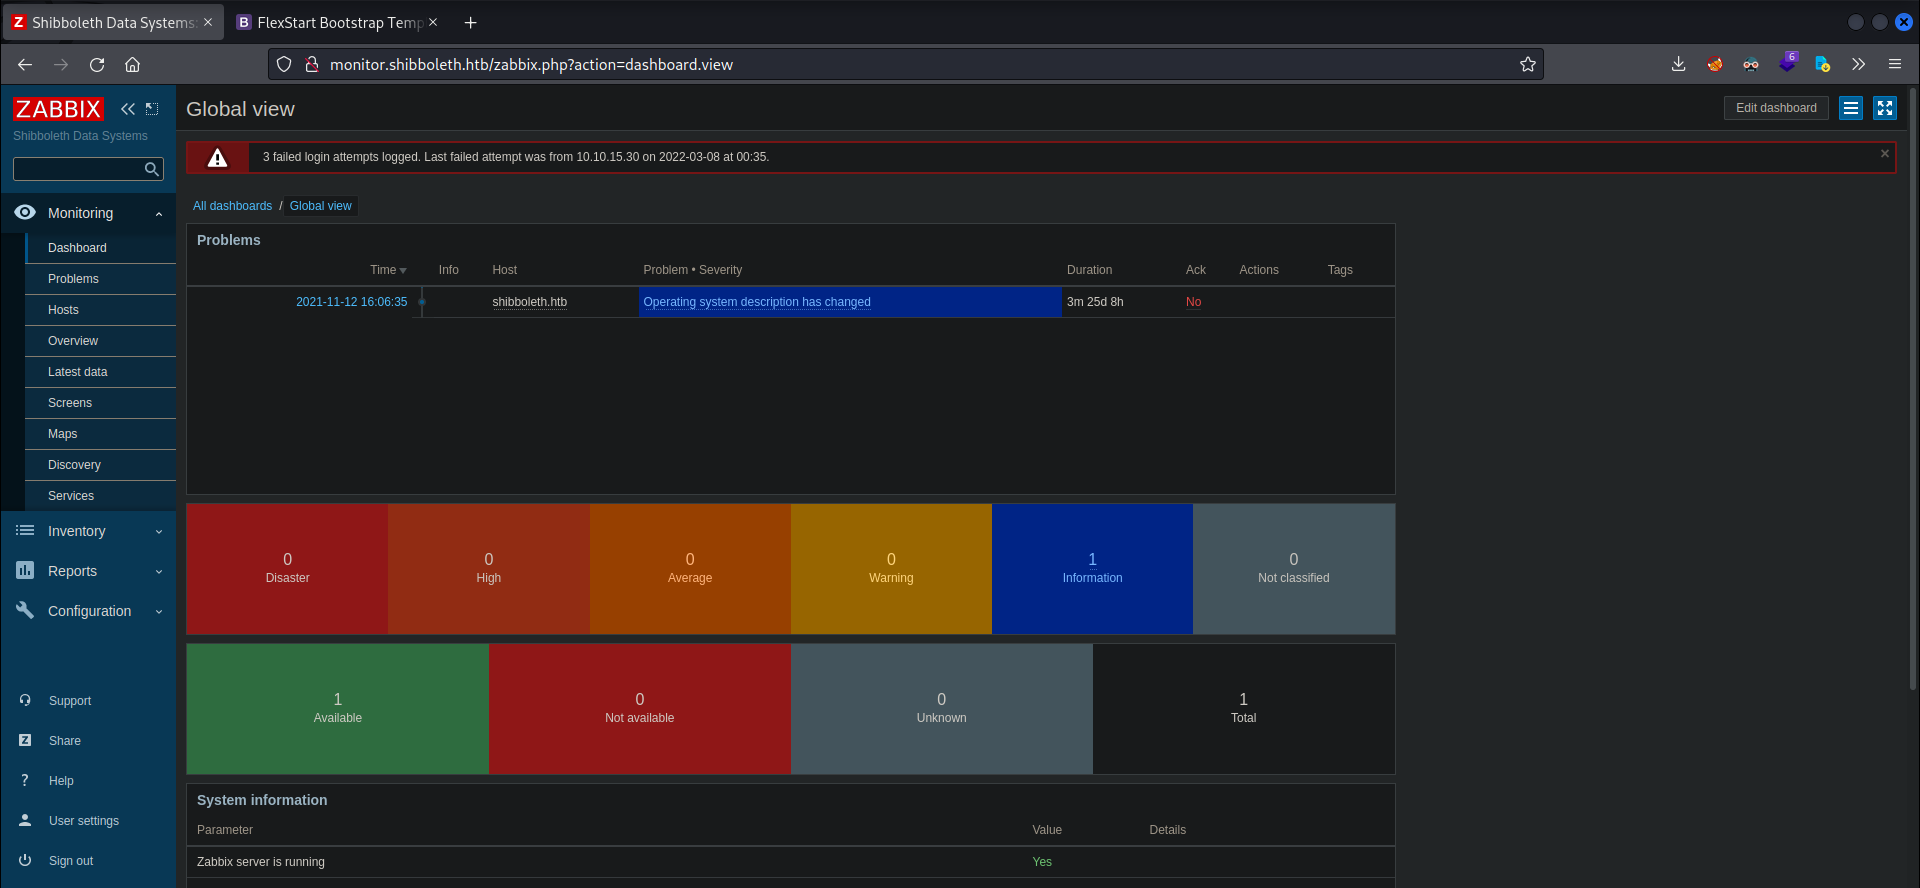 Shibboleth Data Systems:
FlexStart Bootstrap Temp
monitor.shibboleth.htb/zabbix.php?action=dashboard.view
6
ZABBIX
Shibboleth Data Systems
Monitoring
Dashboard
Problems
Hosts
Overview
Latest data
Screens
Maps
Discovery
Services
Inventory
Reports
Configuration
Support
Share
Help
User settings
Sign out
Global view
Edit dashboard
3 failed login attempts logged. Last failed attempt was from 10.10.15.30 on 2022-03-08 at 00:35.
All dashboards / Global view
Problems
Time Info Host Problem • Severity Duration Ack Actions Tags
2021-11-12 16:06:35 shibboleth.htb Operating system description has changed 3m 25d 8h No
0 0 0 0 1 0
Disaster High Average Warning Information Not classified
1 0 0 1
Available Not available Unknown Total
System information
Parameter Value Details
Zabbix server is running Yes